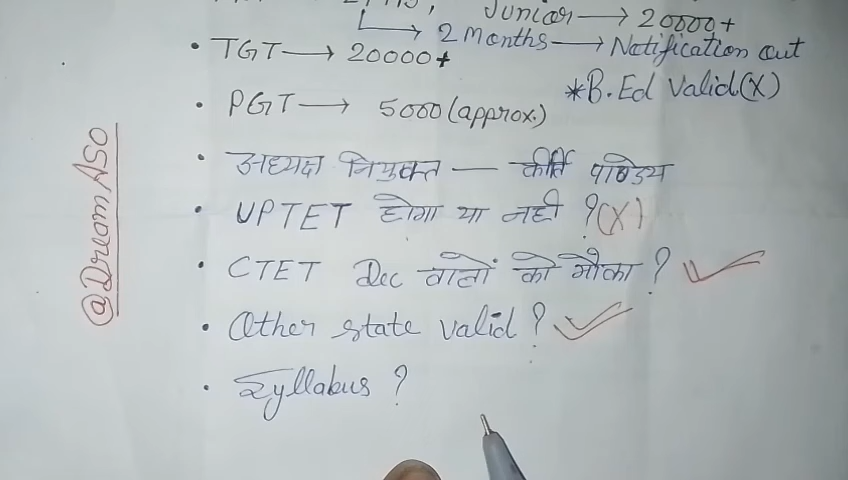 Junior → 20000+
↳ 2 Months → Notification out
• TGT → 20000+
*B.Ed Valid(X)
• PGT → 5000 (approx.)
• अध्यक्ष नियुक्त — कीर्ति पाण्डेय
• UPTET होगा या नही ?(X)
• CTET Dec वालों को मौका ? ✓
• Other state valid ? ✓
• Syllabus ?
@DreamASO